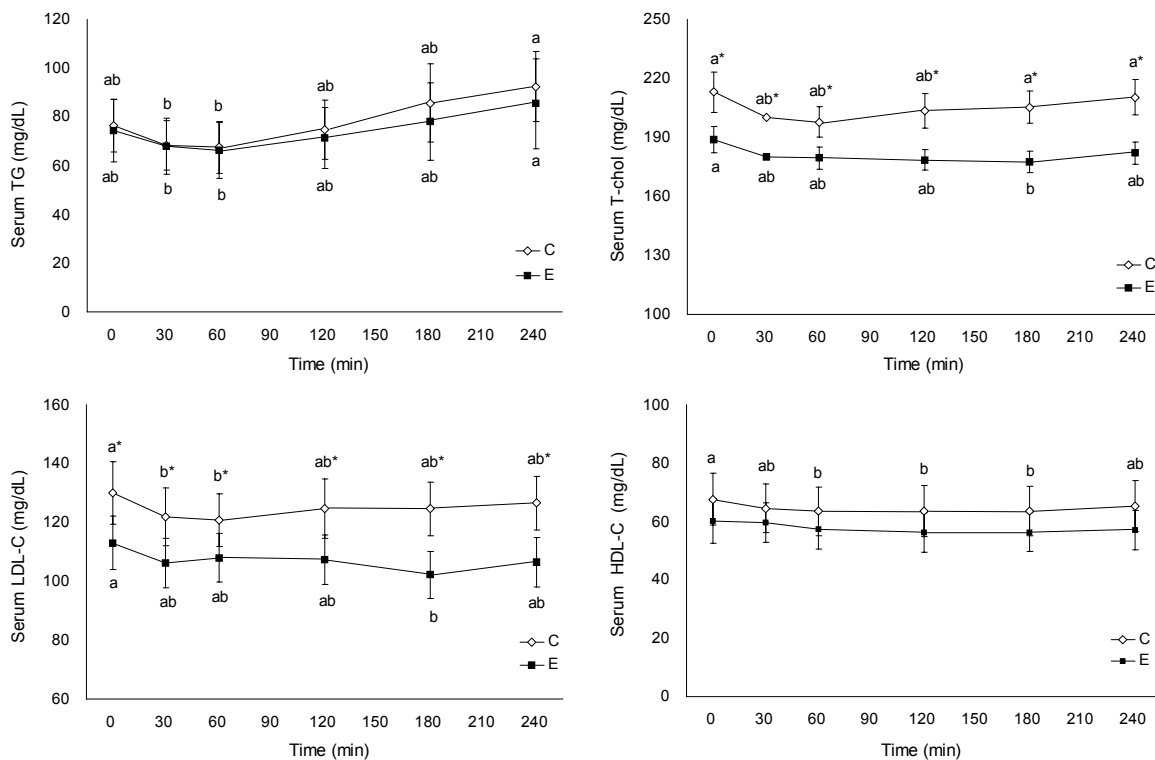 120
100
80
60
40
20
0
Serum TG (mg/dL)
ab b b ab ab a
ab b b ab ab a
C
E
0 30 60 90 120 150 180 210 240
Time (min)
250
220
190
160
130
100
Serum T-chol (mg/dL)
a* ab* ab* ab* a* a*
a ab ab ab b ab
C
E
0 30 60 90 120 150 180 210 240
Time (min)
160
140
120
100
80
60
Serum LDL-C (mg/dL)
a* b* b* ab* ab* ab*
a ab ab ab b ab
C
E
0 30 60 90 120 150 180 210 240
Time (min)
100
80
60
40
20
0
Serum HDL-C (mg/dL)
a ab b b b ab
C
E
0 30 60 90 120 150 180 210 240
Time (min)